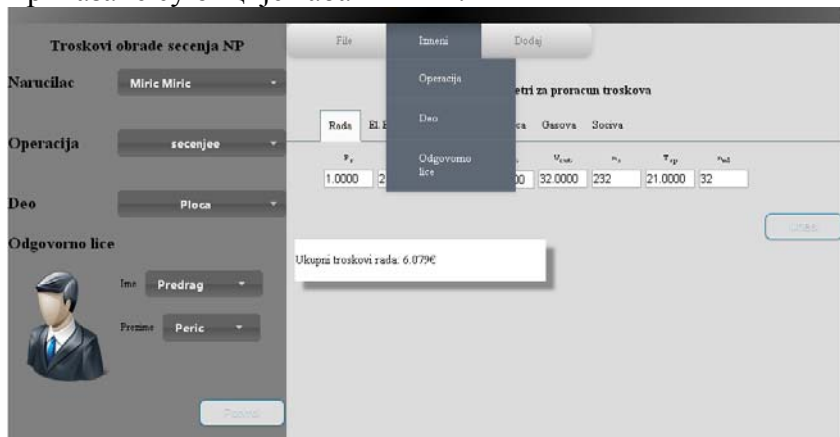 Troskovi obrade secenja NP
Narucilac
Miric Miric
Operacija
secenjee
Deo
Ploca
Odgovorno lice
Ime
Predrag
Prezime
Peric
File
Izmeni
Dodaj
Operacija
Deo
Odgovorno
lice
etri za proracun troskova
Rada
Gasova
Sociva
1.0000
32.0000
232
21.0000
32
Ukupni troskovi rada: 6.079€